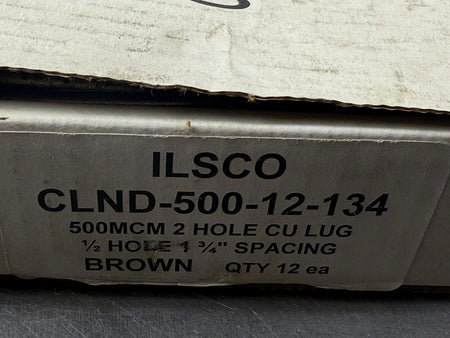 ILSCO
CLND-500-12-134
500MCM 2 HOLE CU LUG
½ HOLE 1 ¾" SPACING
BROWN QTY 12 ea